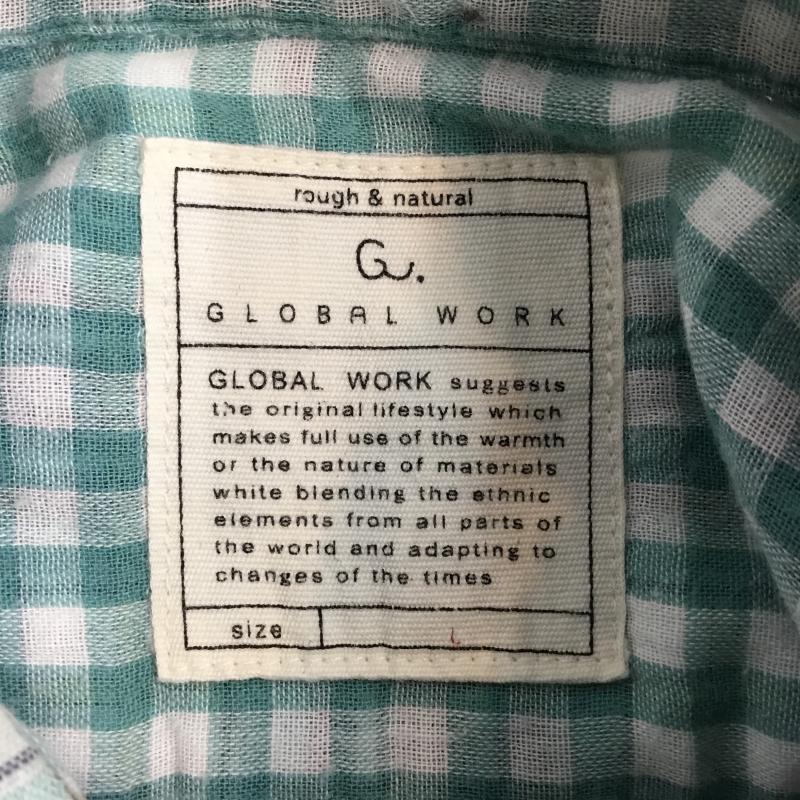 rough & natural
G.
GLOBAL WORK
GLOBAL WORK suggests
the original lifestyle which
makes full use of the warmth
or the nature of materials
white blending the ethnic
elements from all parts of
the world and adapting to
changes of the times
size L